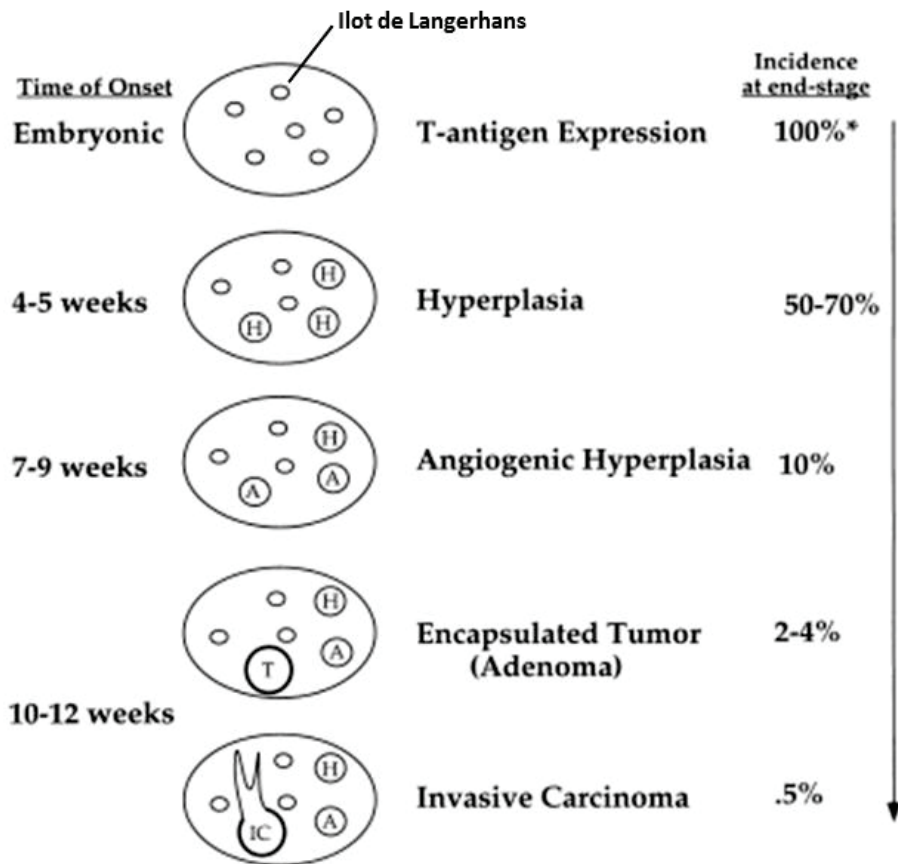 Ilot de Langerhans
Time of Onset
Incidence
at end-stage
Embryonic
T-antigen Expression
100%*
4-5 weeks
H
H
H
Hyperplasia
50-70%
7-9 weeks
H
A
A
Angiogenic Hyperplasia
10%
H
A
T
Encapsulated Tumor
(Adenoma)
2-4%
10-12 weeks
H
A
IC
Invasive Carcinoma
.5%